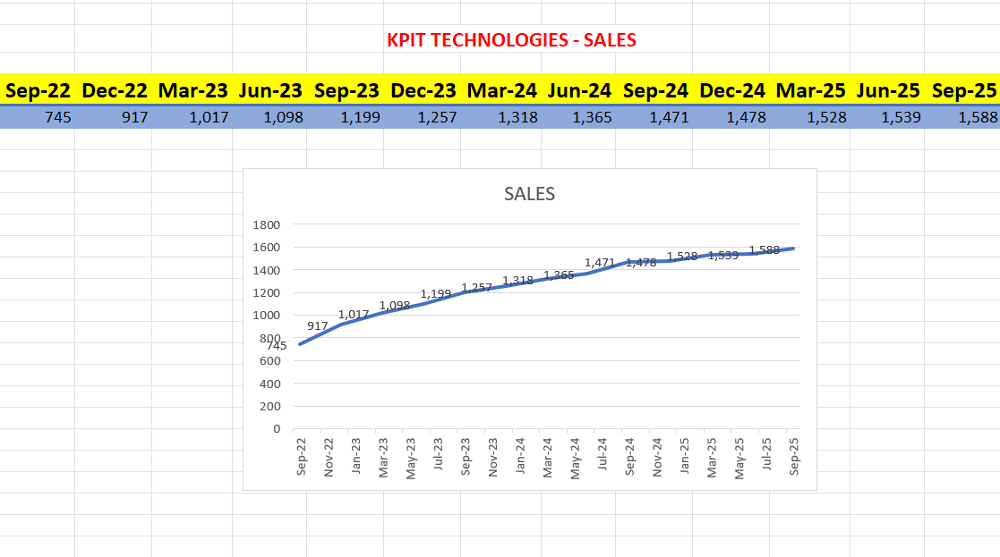 KPIT TECHNOLOGIES - SALES
Sep-22 Dec-22 Mar-23 Jun-23 Sep-23 Dec-23 Mar-24 Jun-24 Sep-24 Dec-24 Mar-25 Jun-25 Sep-25
745 917 1,017 1,098 1,199 1,257 1,318 1,365 1,471 1,478 1,528 1,539 1,588
SALES
1800
1600
1400
1200
1000
800
600
400
200
0
745 917 1,017 1,098 1,199 1,257 1,318 1,365 1,471 1,478 1,528 1,539 1,588
Sep-22 Nov-22 Jan-23 Mar-23 May-23 Jul-23 Sep-23 Nov-23 Jan-24 Mar-24 May-24 Jul-24 Sep-24 Nov-24 Jan-25 Mar-25 May-25 Jul-25 Sep-25